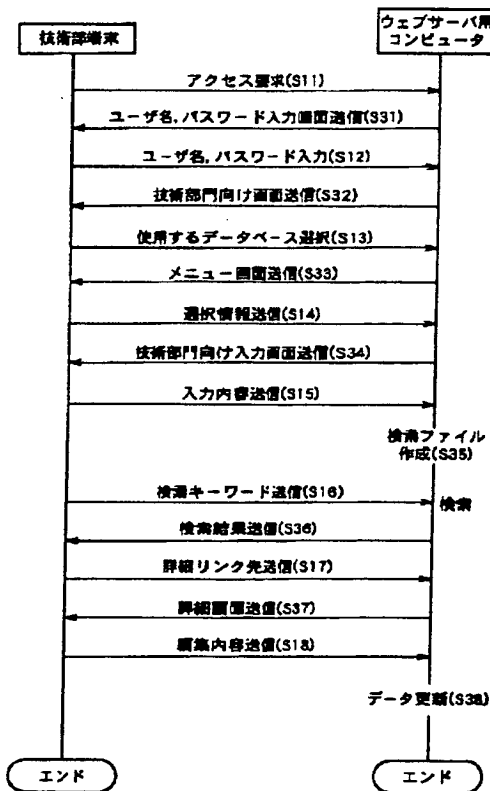 技術部端末
ウェブサーバ用
コンピュータ
アクセス要求(S11)
ユーザ名,パスワード入力画面送信(S31)
ユーザ名,パスワード入力(S12)
技術部門向け画面送信(S32)
使用するデータベース選択(S13)
メニュー画面送信(S33)
選択情報送信(S14)
技術部門向け入力画面送信(S34)
入力内容送信(S15)
検索ファイル
作成(S35)
検索キーワード送信(S16)
検索
検索結果送信(S36)
詳細リンク先送信(S17)
詳細画面送信(S37)
編集内容送信(S18)
データ更新(S38)
エンド
エンド